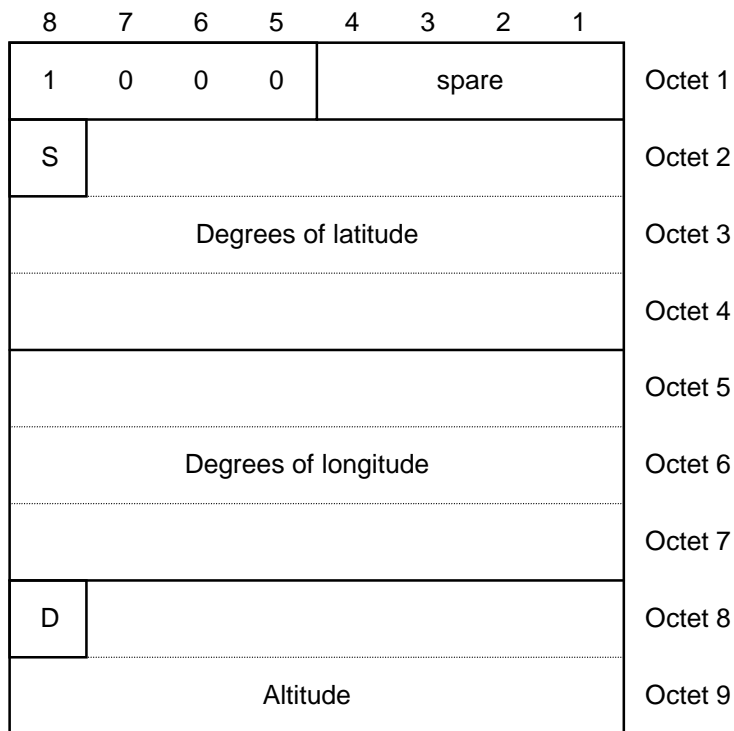 8 7 6 5 4 3 2 1
1 0 0 0 spare Octet 1
S Octet 2
Degrees of latitude Octet 3
Octet 4
Octet 5
Degrees of longitude Octet 6
Octet 7
D Octet 8
Altitude Octet 9